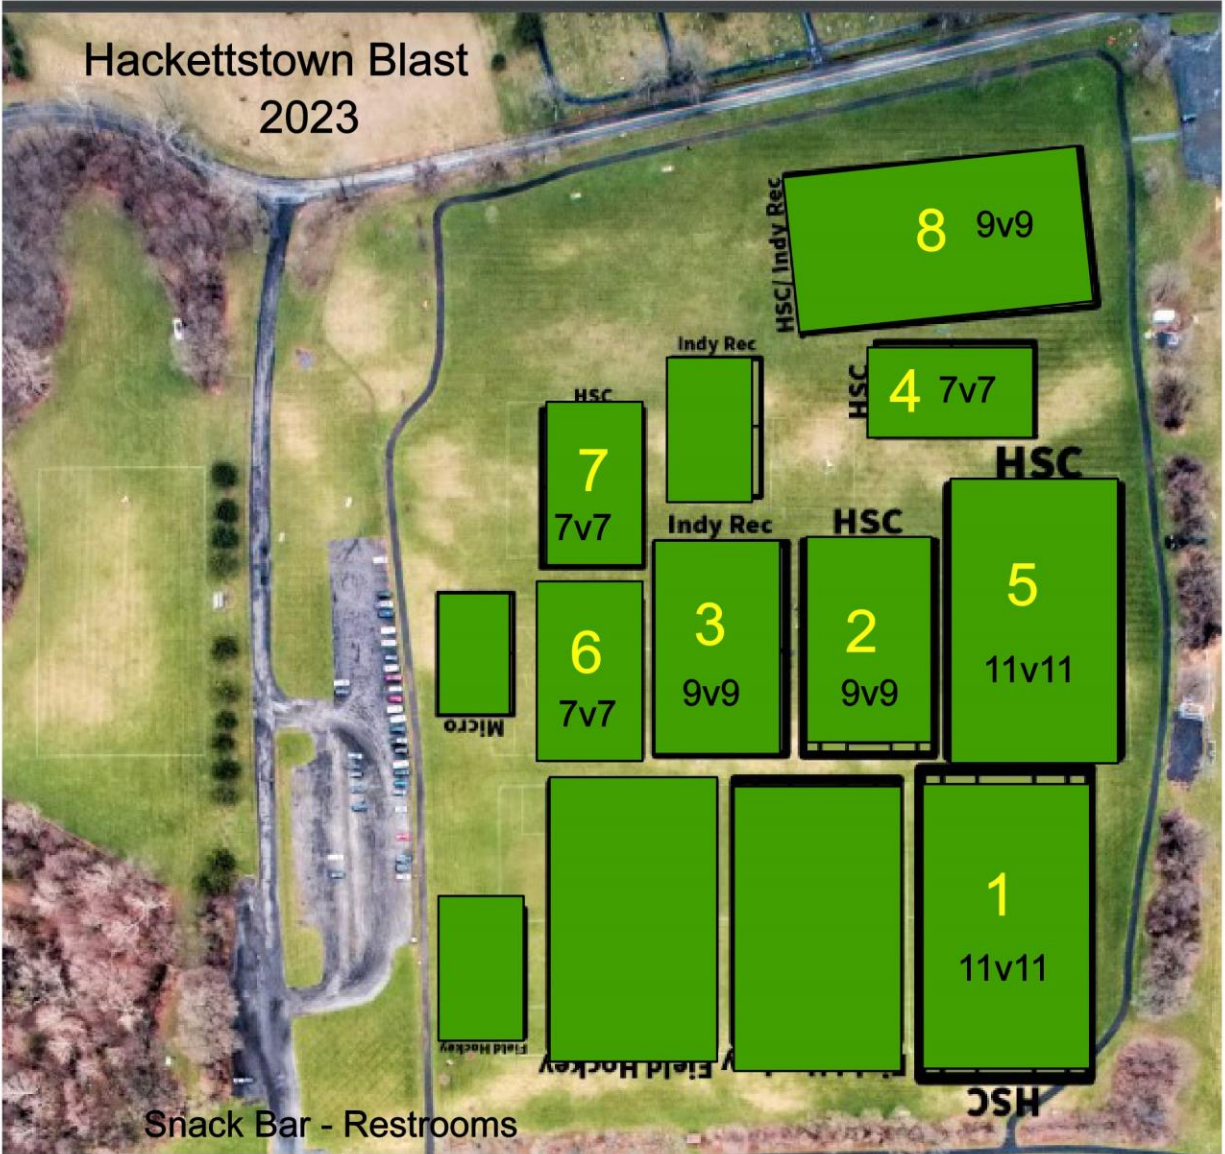 Hackettstown Blast
2023
HSC/ Indy Rec
8 9v9
Indy Rec
HSC
4 7v7
HSC
7
7v7
HSC
Indy Rec
HSC
5
11v11
3
9v9
2
9v9
6
7v7
Micro
1
11v11
Field Hockey
Field Hockey
HSC
Snack Bar - Restrooms